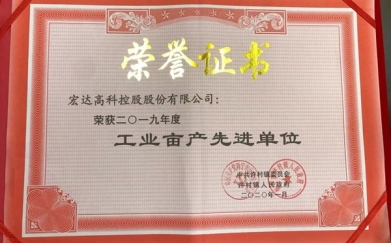 荣誉证书
宏达高科控股股份有限公司：
荣获二〇一九年度
工业亩产先进单位
中共许村镇委员会
许村镇人民政府
二〇二〇年一月